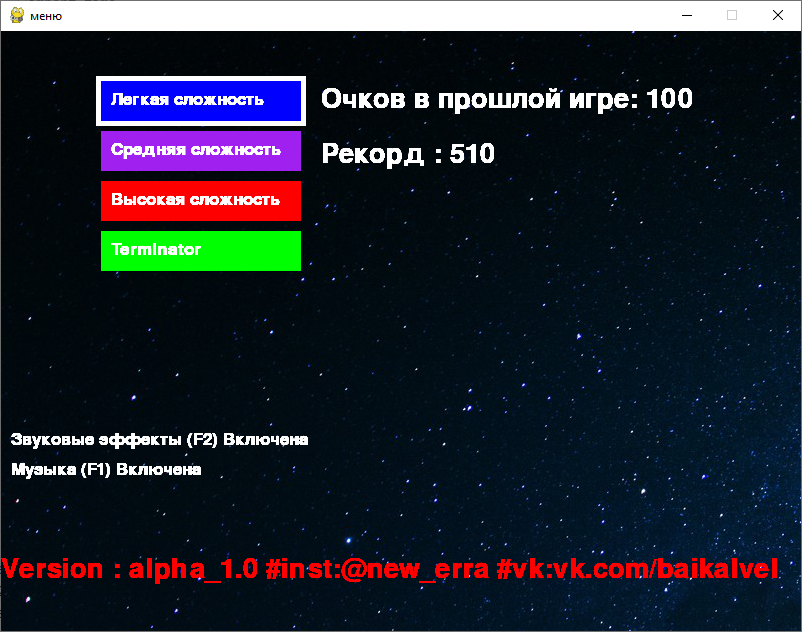 меню
Легкая сложность
Очков в прошлой игре: 100
Средняя сложность
Рекорд : 510
Высокая сложность
Terminator
Звуковые эффекты (F2) Включена
Музыка (F1) Включена
Version : alpha_1.0 #inst:@new_erra #vk:vk.com/baikalvel